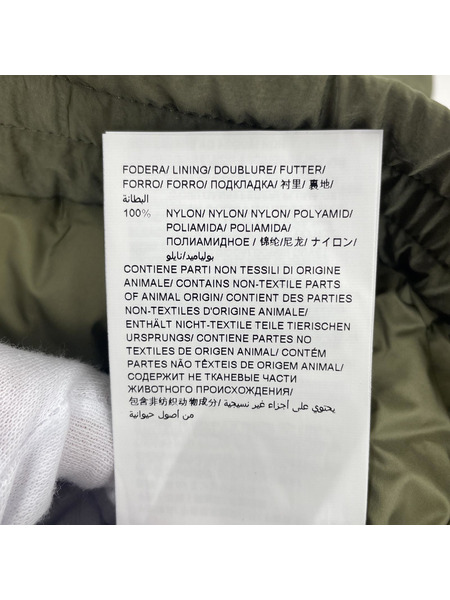 FODERA/ LINING/ DOUBLURE/ FUTTER/
FORRO/ FORRO/ ПОДКЛАДКА/ 衬里/ 裏地/
البطانة
100% NYLON/ NYLON/ NYLON/ POLYAMID/
POLIAMIDA/ POLIAMIDA/
ПОЛИАМИДНОЕ / 锦纶/尼龙/ ナイロン/
بولياميد/نايلو
CONTIENE PARTI NON TESSILI DI ORIGINE
ANIMALE/ CONTAINS NON-TEXTILE PARTS
OF ANIMAL ORIGIN/ CONTIENT DES PARTIES
NON-TEXTILES D'ORIGINE ANIMALE/
ENTHÄLT NICHT-TEXTILE TEILE TIERISCHEN
URSPRUNGS/ CONTIENE PARTES NO
TEXTILES DE ORIGEN ANIMAL/ CONTÉM
PARTES NÃO TÊXTEIS DE ORIGEM ANIMAL/
СОДЕРЖИТ НЕ ТКАНЕВЫЕ ЧАСТИ
ЖИВОТНОГО ПРОИСХОЖДЕНИЯ/
包含非纺织动物成分/ يحتوي على أجزاء غير نسيجية
من أصول حيوانية